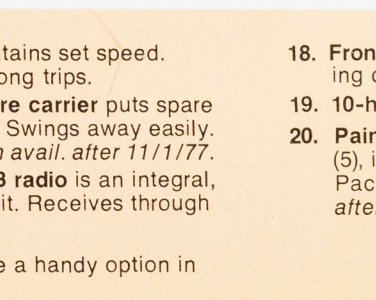 tains set speed.
ong trips.
re carrier puts spare
Swings away easily.
n avail. after 11/1/77.
B radio is an integral,
it. Receives through
e a handy option in
18. Fron
ing c
19. 10-h
20. Pain
(5), i
Pac
afte